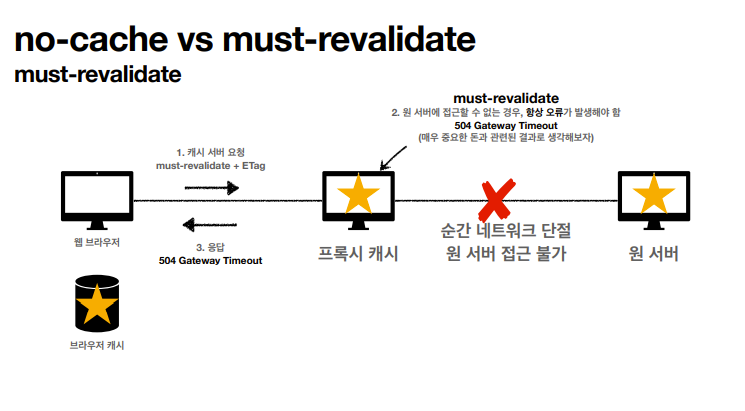 no-cache vs must-revalidate
must-revalidate
must-revalidate
2. 원 서버에 접근할 수 없는 경우, 항상 오류가 발생해야 함
504 Gateway Timeout
(매우 중요한 돈과 관련된 결과로 생각해보자)
1. 캐시 서버 요청
must-revalidate + ETag
웹 브라우저
3. 응답
504 Gateway Timeout
프록시 캐시
순간 네트워크 단절
원 서버 접근 불가
원 서버
브라우저 캐시